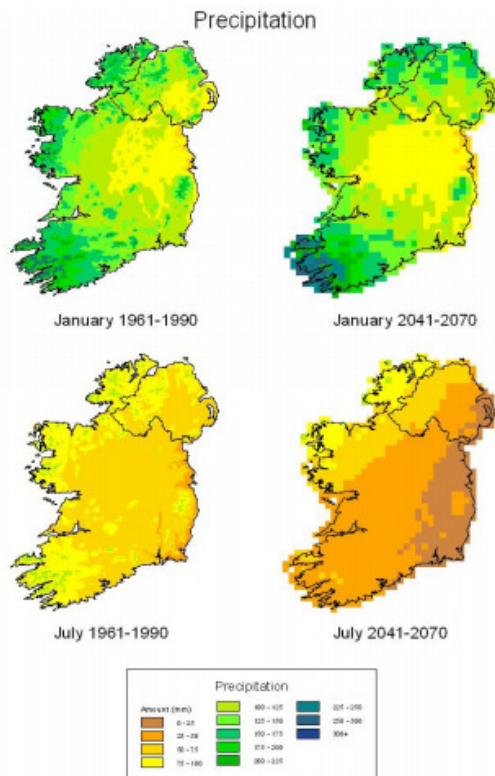 Precipitation
January 1961-1990
January 2041-2070
July 1961-1990
July 2041-2070
Precipitation
Amount (mm)
0 - 25
25 - 50
50 - 75
75 - 100
100 - 125
125 - 150
150 - 175
175 - 200
200 - 225
225 - 250
250 - 300
300+